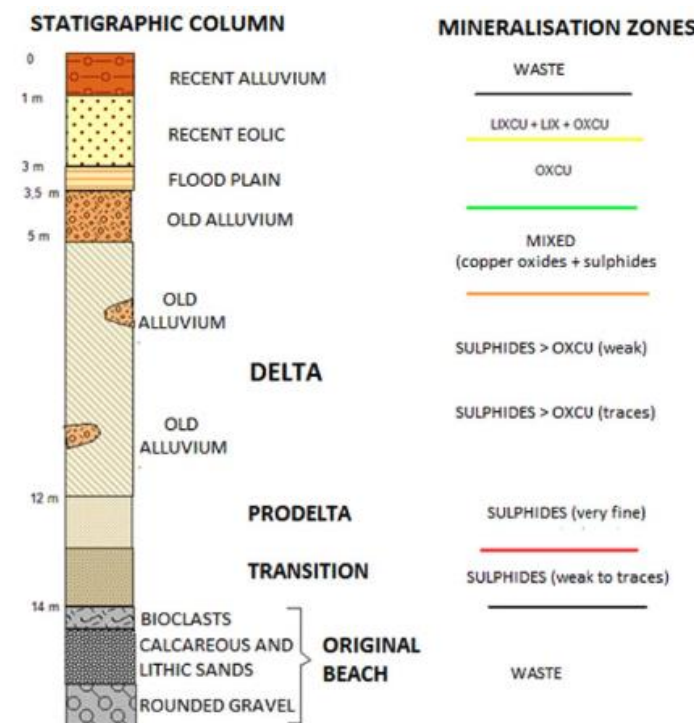 STATIGRAPHIC COLUMN
MINERALISATION ZONES
0
RECENT ALLUVIUM
WASTE
1 m
RECENT EOLIC
LIXCU + LIX + OXCU
3 m
FLOOD PLAIN
OXCU
3,5 m
OLD ALLUVIUM
5 m
MIXED
(copper oxides + sulphides
OLD
ALLUVIUM
SULPHIDES > OXCU (weak)
DELTA
SULPHIDES > OXCU (traces)
OLD
ALLUVIUM
12 m
PRODELTA
SULPHIDES (very fine)
TRANSITION
SULPHIDES (weak to traces)
14 m
BIOCLASTS
CALCAREOUS AND
LITHIC SANDS
ORIGINAL
BEACH
WASTE
ROUNDED GRAVEL